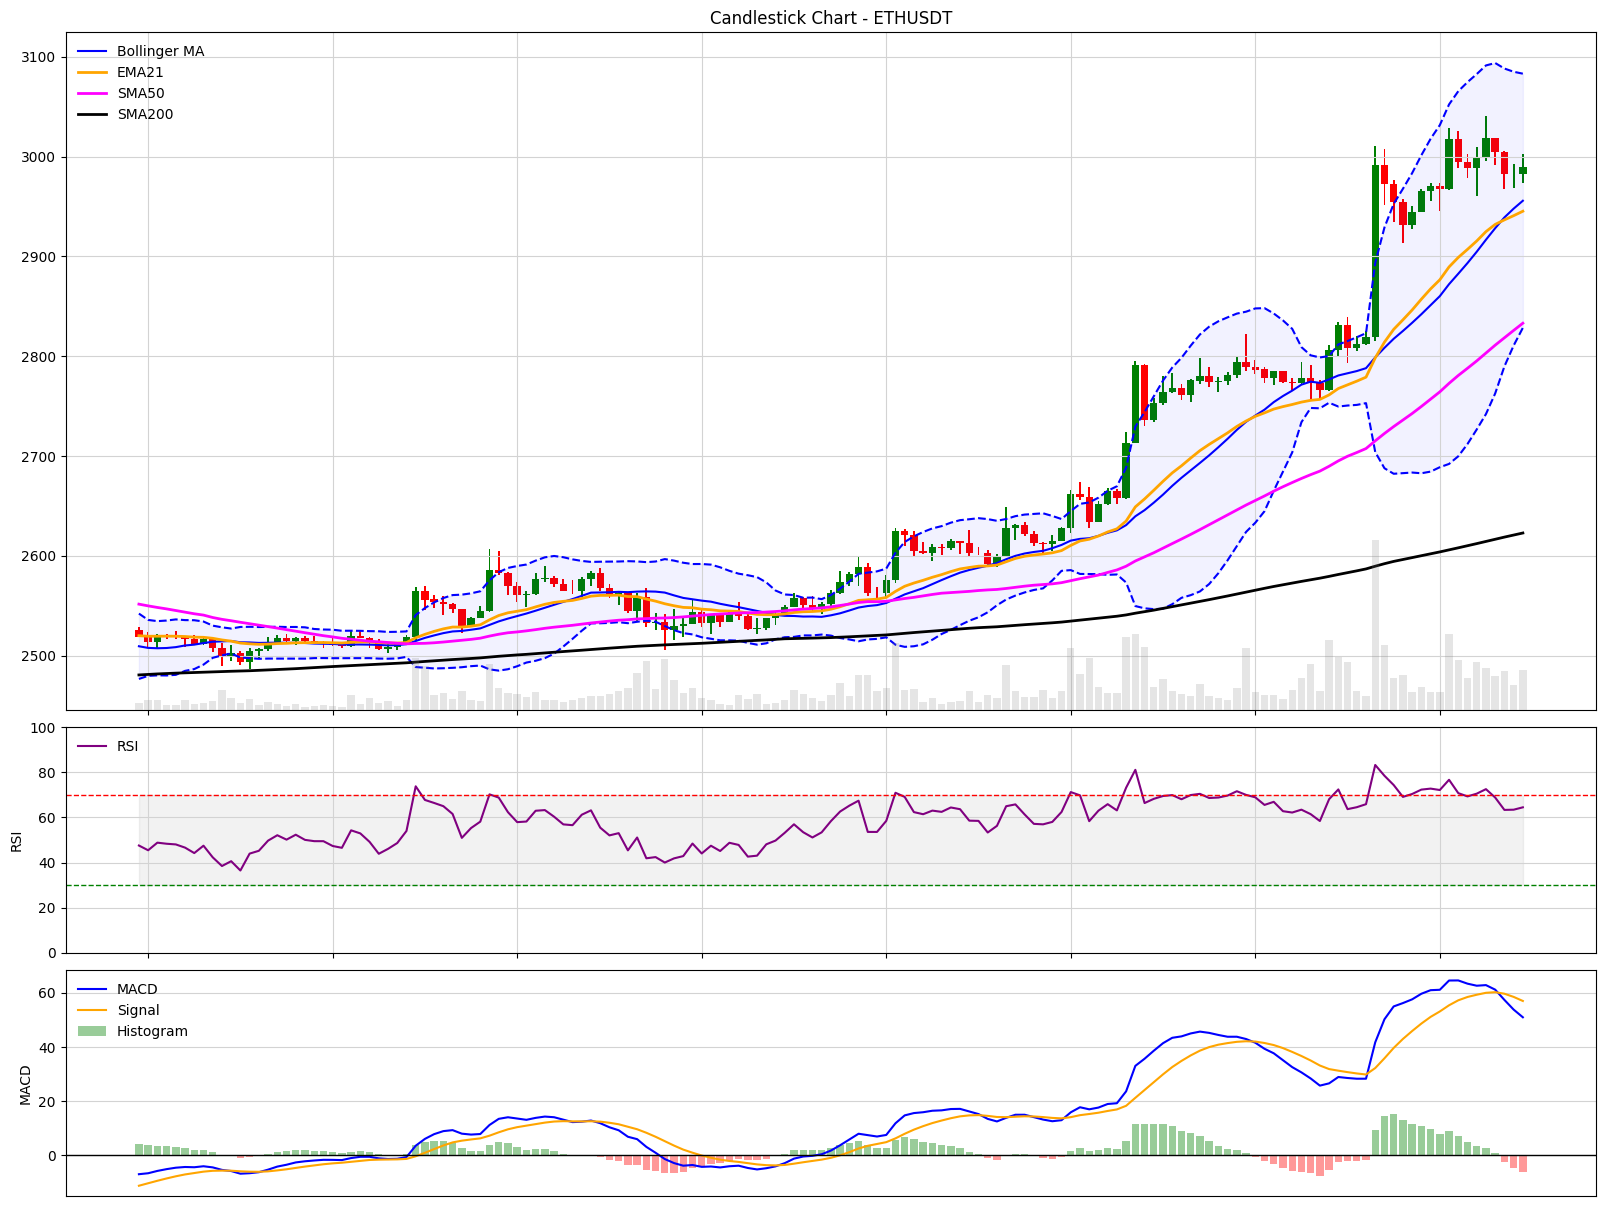 Candlestick Chart - ETHUSDT
Bollinger MA
EMA21
SMA50
SMA200
3100
3000
2900
2800
2700
2600
2500
RSI
100
80
60
40
20
0
RSI
MACD
Signal
Histogram
60
40
20
0
MACD